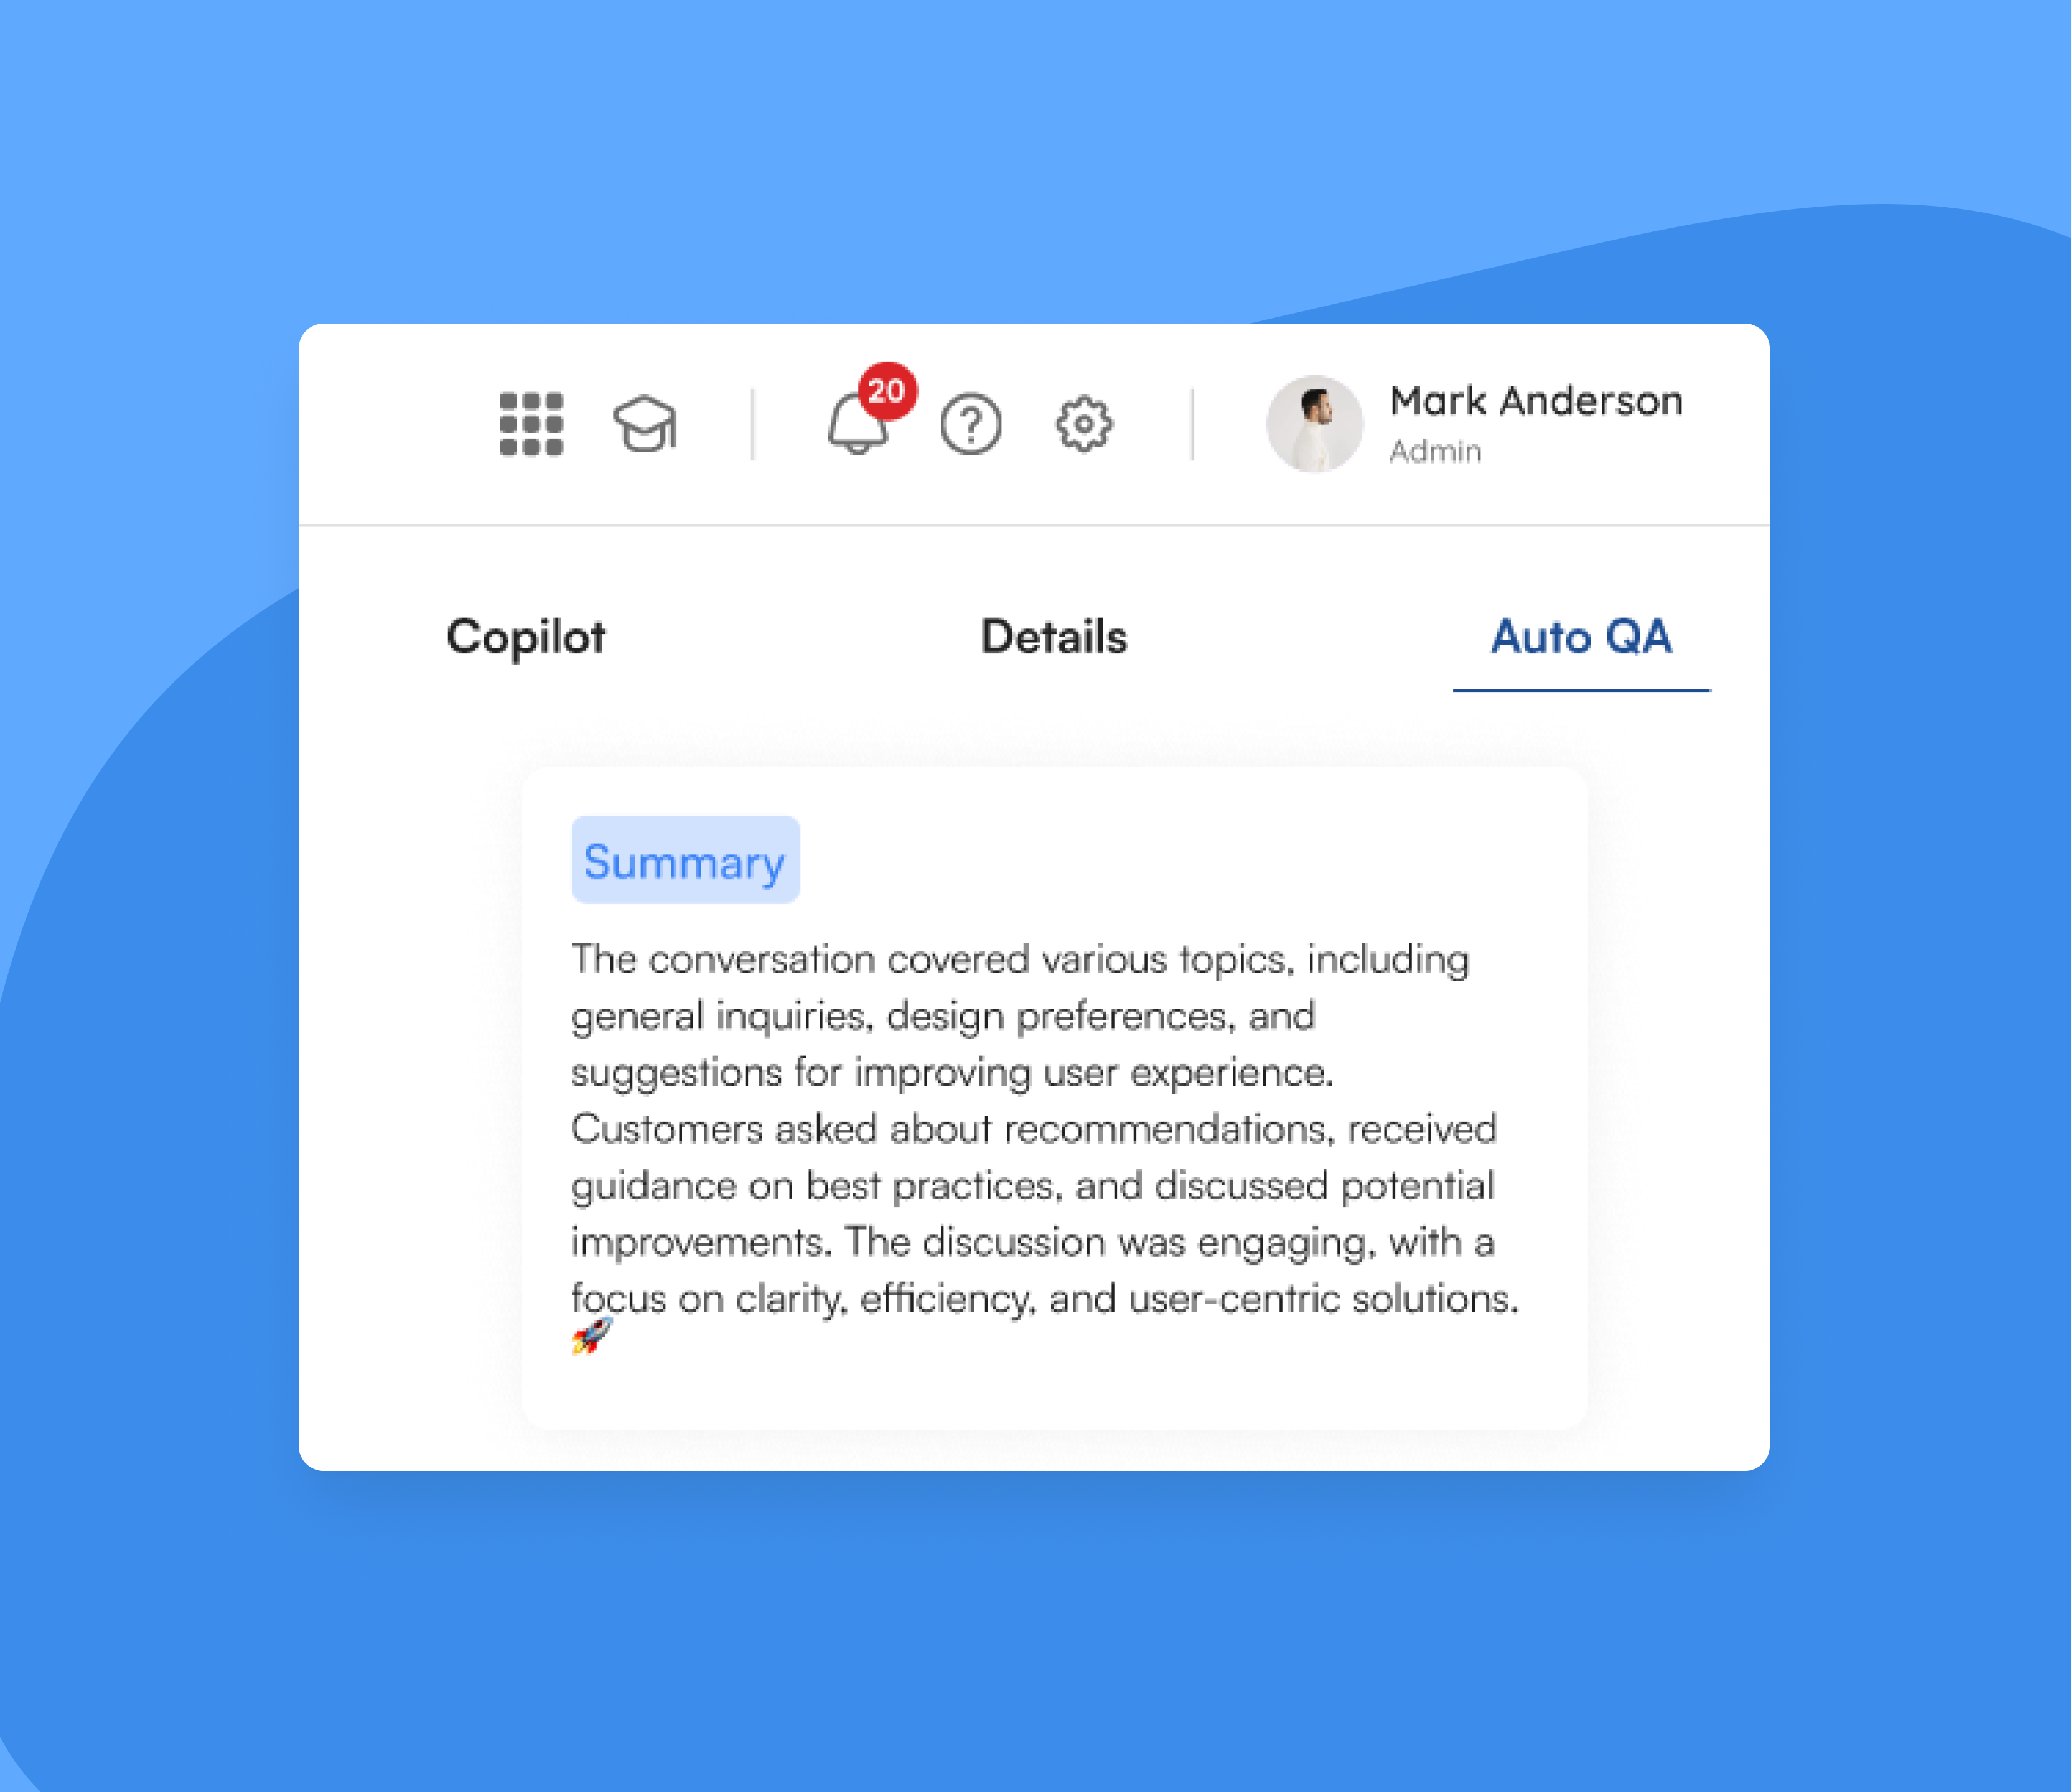 20
Mark Anderson
Admin
Copilot
Details
Auto QA
Summary
The conversation covered various topics, including
general inquiries, design preferences, and
suggestions for improving user experience.
Customers asked about recommendations, received
guidance on best practices, and discussed potential
improvements. The discussion was engaging, with a
focus on clarity, efficiency, and user-centric solutions.
🚀